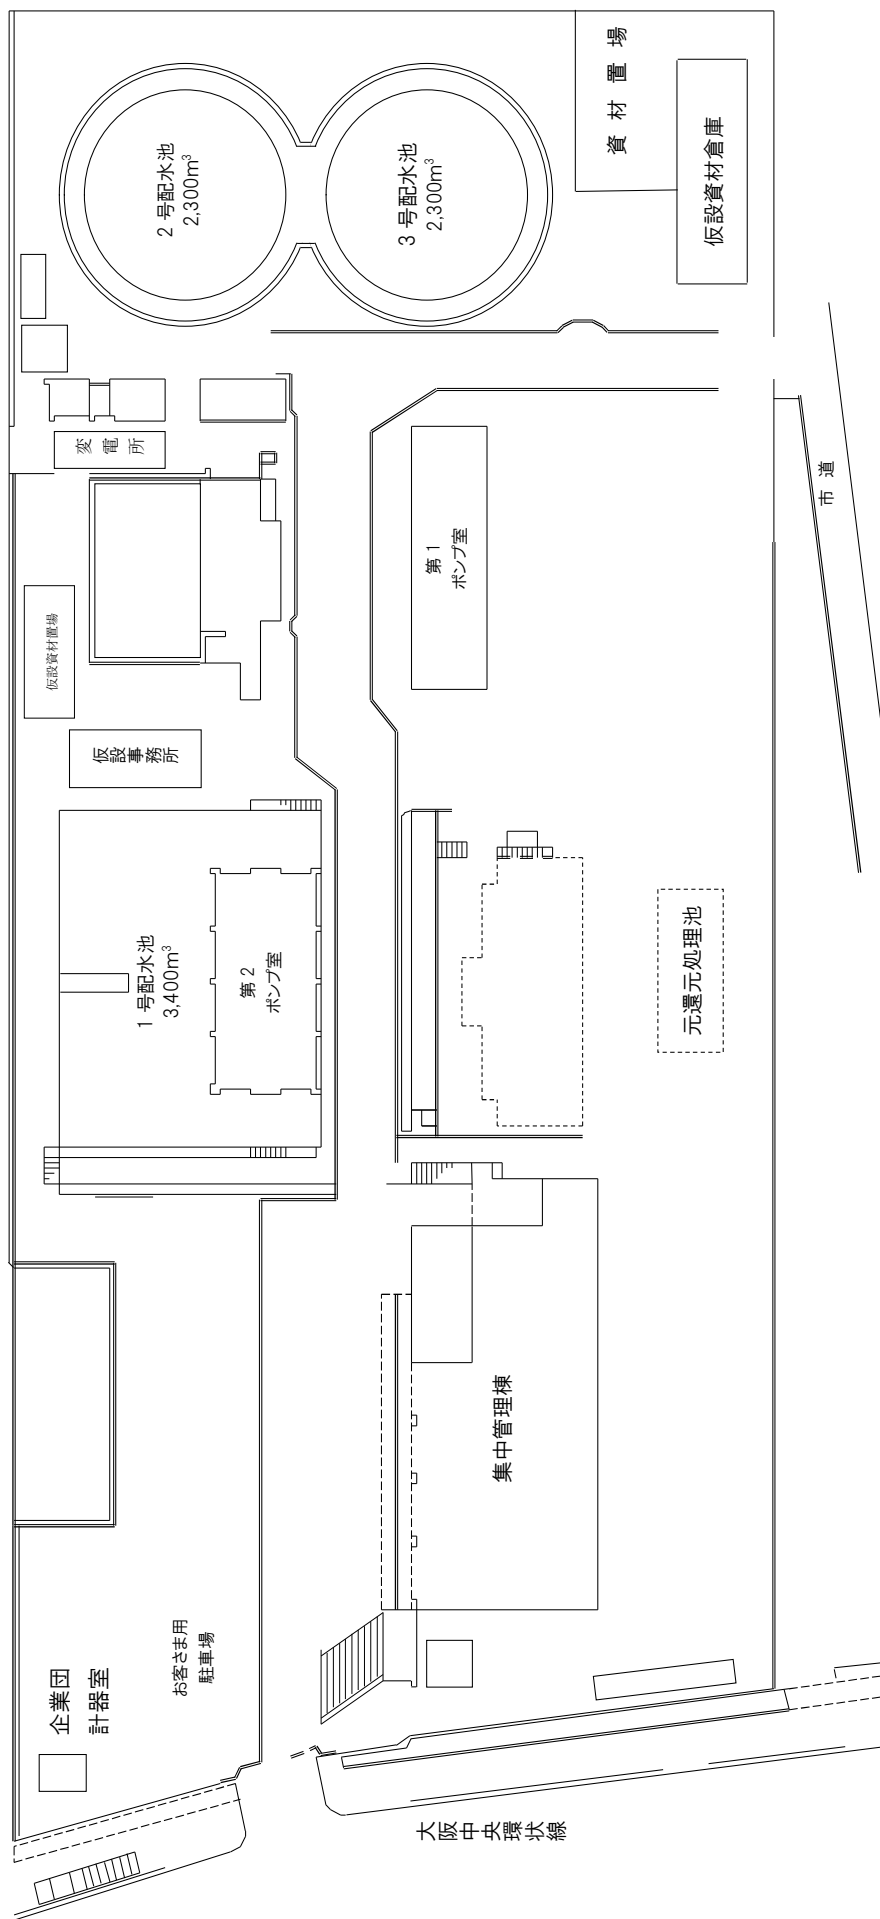 資材置場
仮設資材倉庫
2 号配水池
2,300m³
3 号配水池
2,300m³
変電所
市道
第1
ポンプ室
仮設資材置場
仮設
事務所
1 号配水池
3,400m³
第2
ポンプ室
元還元処理池
集中管理棟
企業団
計器室
お客さま用
駐車場
大阪中央環状線